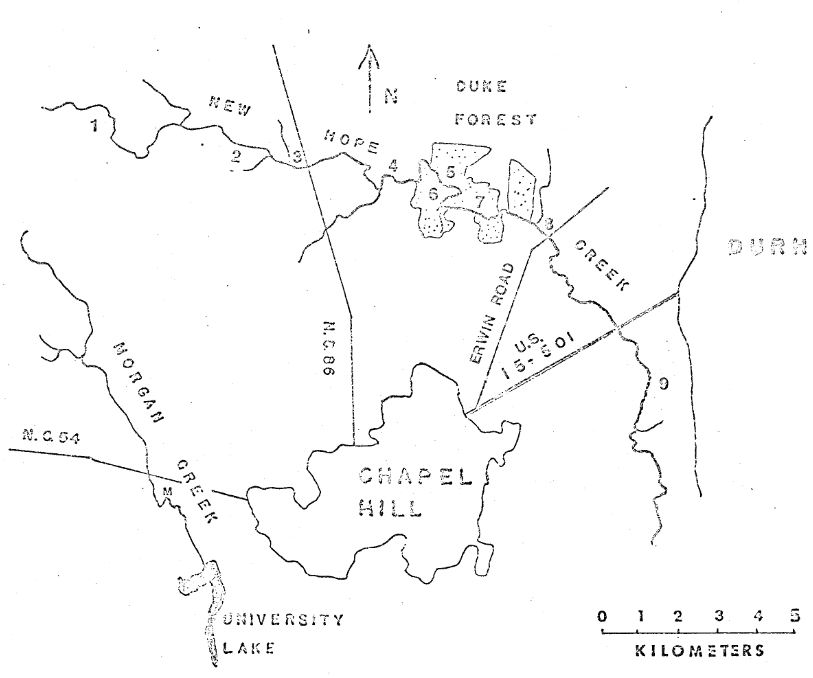 DUKE
FOREST
N
NEW
HOPE
1
2
3
4
5
6
7
8
CREEK
DURH
ERWIN ROAD
U.S.
15-501
N.C.86
9
MORGAN
CREEK
N.C.54
M
CHAPEL
HILL
UNIVERSITY
LAKE
0 1 2 3 4 5
KILOMETERS